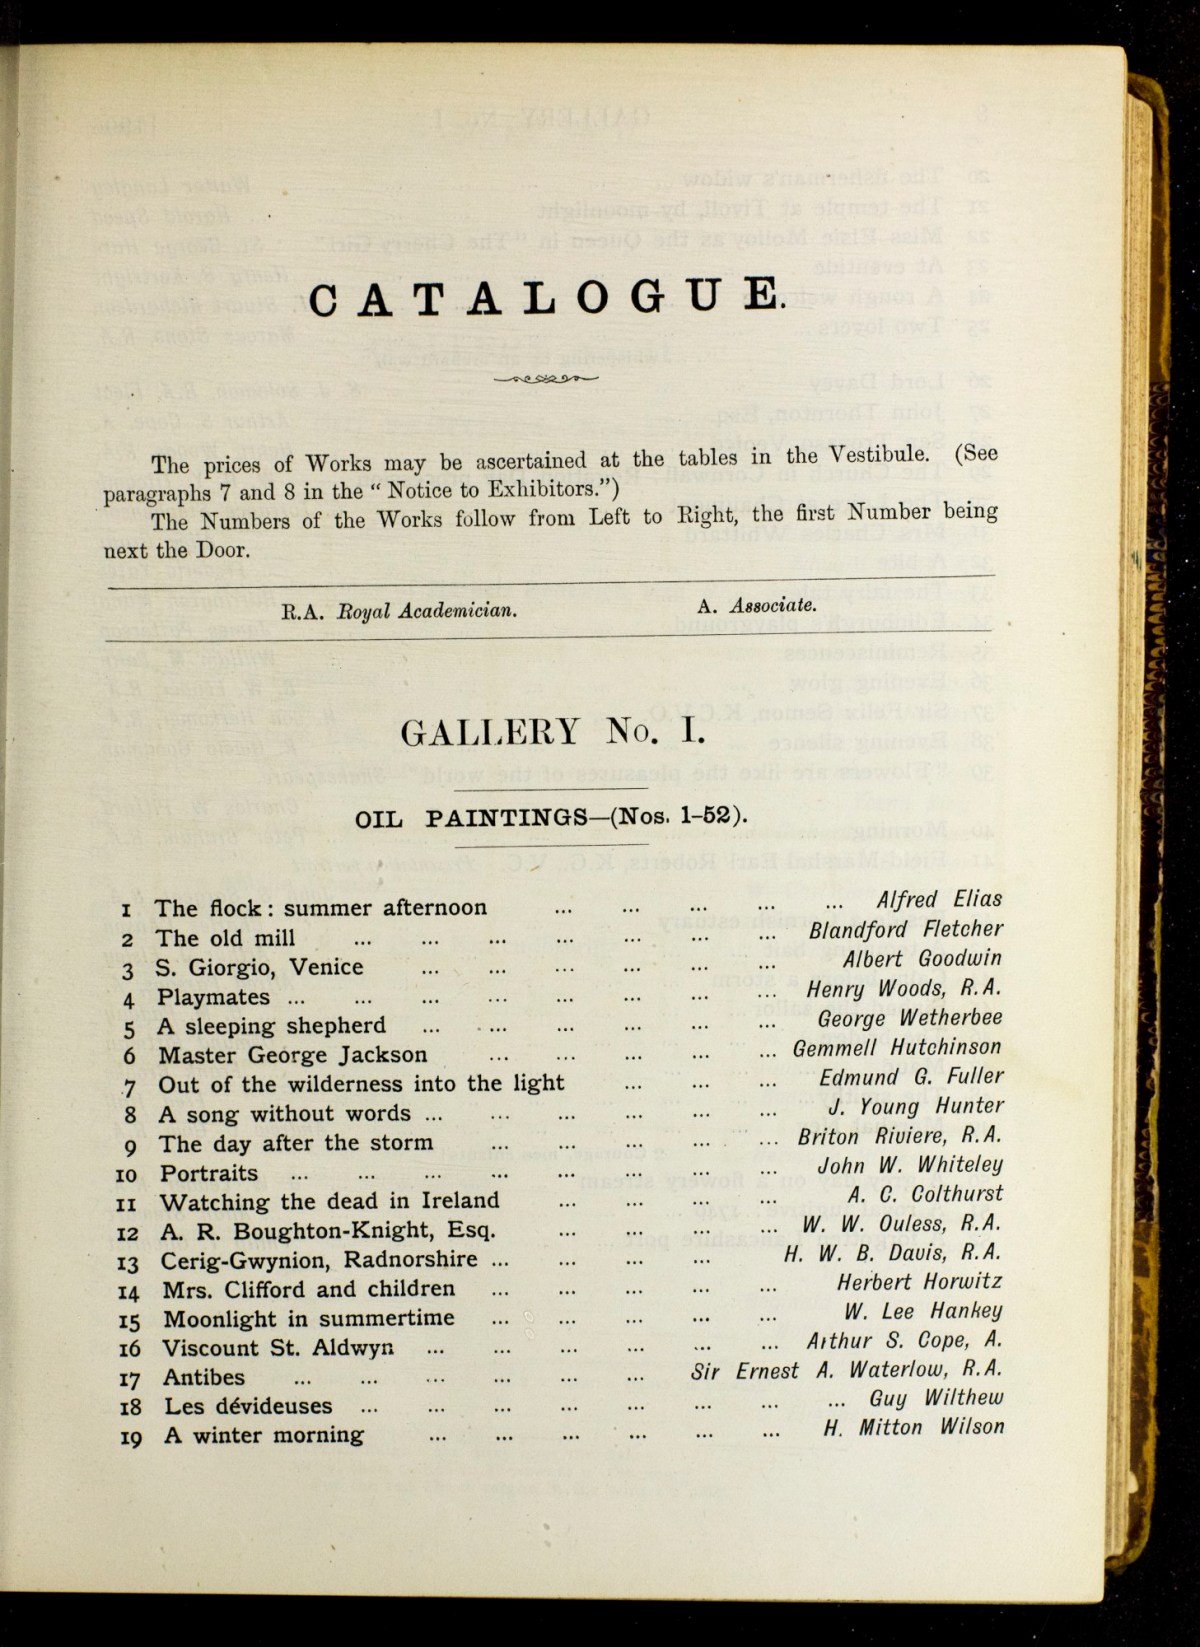 CATALOGUE.
The prices of Works may be ascertained at the tables in the Vestibule. (See
paragraphs 7 and 8 in the “ Notice to Exhibitors.”)
The Numbers of the Works follow from Left to Right, the first Number being
next the Door.
R.A. Royal Academician. A. Associate.
GALLERY No. I.
OIL PAINTINGS—(Nos. 1-52).
1 The flock : summer afternoon ... ... ... ... ... Alfred Elias
2 The old mill ... ... ... ... ... ... ... Blandford Fletcher
3 S. Giorgio, Venice ... ... ... ... ... ... Albert Goodwin
4 Playmates ... ... ... ... ... ... ... ... Henry Woods, R.A.
5 A sleeping shepherd ... ... ... ... ... ... George Wetherbee
6 Master George Jackson ... ... ... ... ... Gemmell Hutchinson
7 Out of the wilderness into the light ... ... ... Edmund G. Fuller
8 A song without words ... ... ... ... ... ... J. Young Hunter
9 The day after the storm ... ... ... ... ... Briton Riviere, R.A.
10 Portraits ... ... ... ... ... ... ... ... John W. Whiteley
11 Watching the dead in Ireland ... ... ... ... A. C. Colthurst
12 A. R. Boughton-Knight, Esq. ... ... ... ... W. W. Ouless, R.A.
13 Cerig-Gwynion, Radnorshire ... ... ... ... H. W. B. Davis, R.A.
14 Mrs. Clifford and children ... ... ... ... ... Herbert Horwitz
15 Moonlight in summertime ... ... ... ... ... W. Lee Hankey
16 Viscount St. Aldwyn ... ... ... ... ... ... Arthur S. Cope, A.
17 Antibes ... ... ... ... ... ... Sir Ernest A. Waterlow, R.A.
18 Les dévideuses ... ... ... ... ... ... ... ... Guy Wilthew
19 A winter morning ... ... ... ... ... ... H. Mitton Wilson